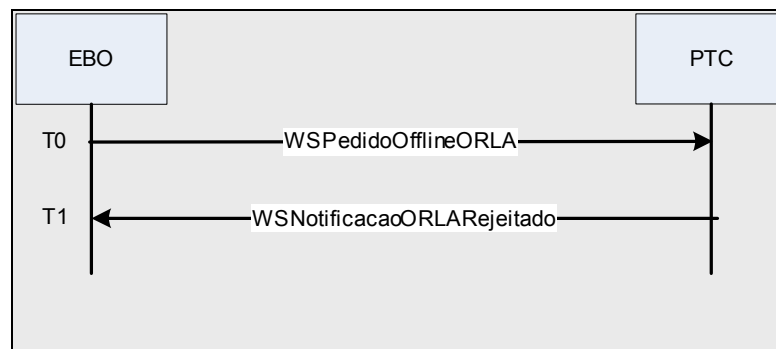 EBO
PTC
T0
WSPedidoOfflineORLA
T1
WSNotificacaoORLARejeitado